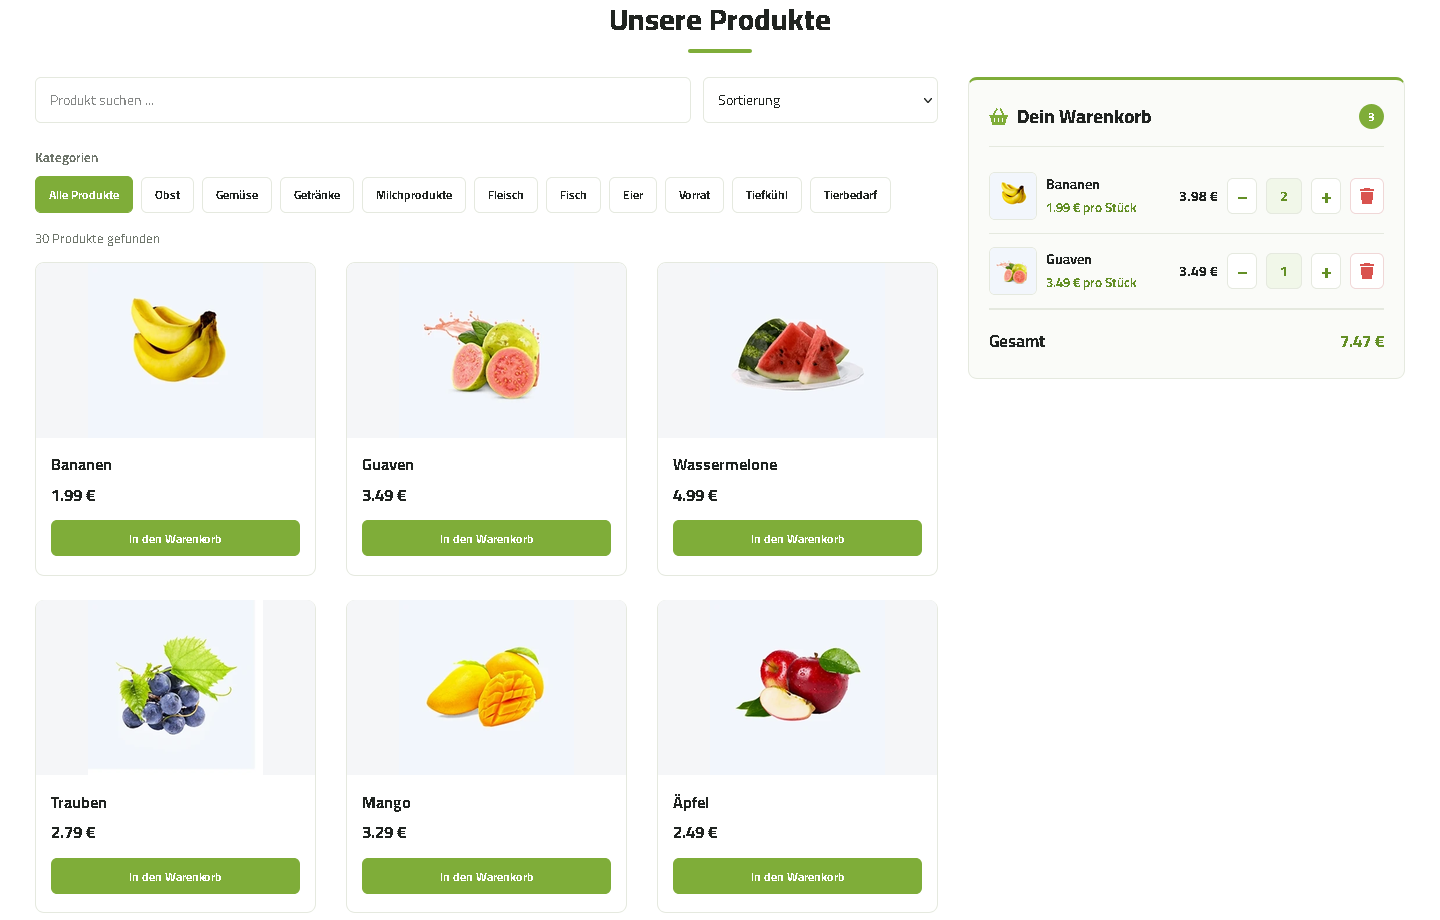 Unsere Produkte
Produkt suchen ...
Sortierung
Kategorien
Alle Produkte
Obst
Gemüse
Getränke
Milchprodukte
Fleisch
Fisch
Eier
Vorrat
Tiefkühl
Tierbedarf
30 Produkte gefunden
Bananen
1.99 €
In den Warenkorb
Guaven
3.49 €
In den Warenkorb
Wassermelone
4.99 €
In den Warenkorb
Trauben
2.79 €
In den Warenkorb
Mango
3.29 €
In den Warenkorb
Äpfel
2.49 €
In den Warenkorb
Dein Warenkorb
3
Bananen
1.99 € pro Stück
3.98 €
−
2
+
Guaven
3.49 € pro Stück
3.49 €
−
1
+
Gesamt
7.47 €